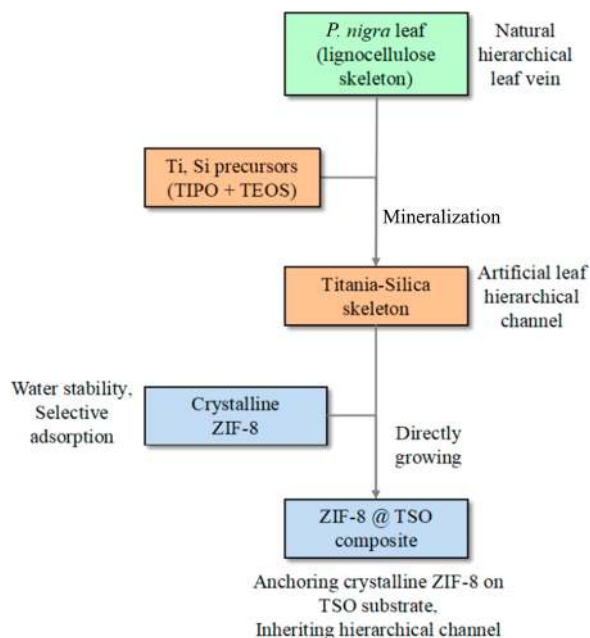 P. nigra leaf
(lignocellulose
skeleton)
Natural
hierarchical
leaf vein
Ti, Si precursors
(TIPO + TEOS)
Mineralization
Titania-Silica
skeleton
Artificial leaf
hierarchical
channel
Water stability,
Selective
adsorption
Crystalline
ZIF-8
Directly
growing
ZIF-8 @ TSO
composite
Anchoring crystalline ZIF-8 on
TSO substrate,
Inheriting hierarchical channel